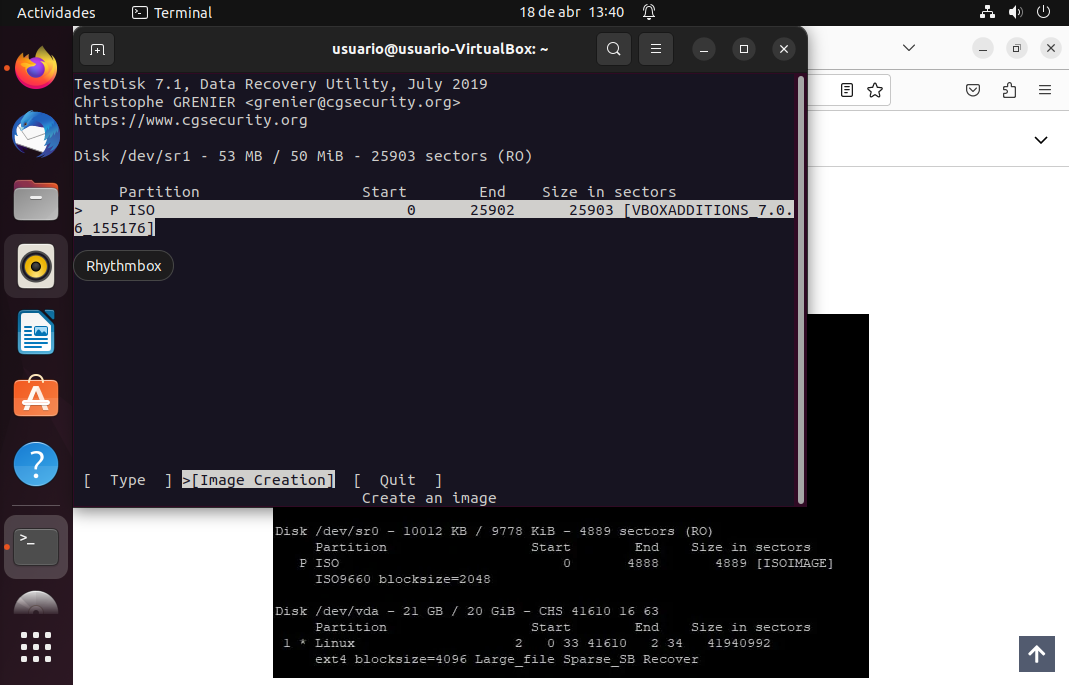 Actividades
Terminal
18 de abr 13:40
usuario@usuario-VirtualBox: ~
TestDisk 7.1, Data Recovery Utility, July 2019
Christophe GRENIER <grenier@cgsecurity.org>
https://www.cgsecurity.org
Disk /dev/sr1 - 53 MB / 50 MiB - 25903 sectors (RO)
Partition Start End Size in sectors
> P ISO 0 25902 25903 [VBOXADDITIONS_7.0.
6_155176]
Rhythmbox
[ Type ] >[Image Creation] [ Quit ]
Create an image
Disk /dev/sr0 - 10012 KB / 9778 KiB - 4889 sectors (RO)
Partition Start End Size in sectors
P ISO 0 4888 4889 [ISOIMAGE]
ISO9660 blocksize=2048
Disk /dev/vda - 21 GB / 20 GiB - CHS 41610 16 63
Partition Start End Size in sectors
1 * Linux 2 0 33 41610 2 34 41940992
ext4 blocksize=4096 Large_file Sparse_SB Recover